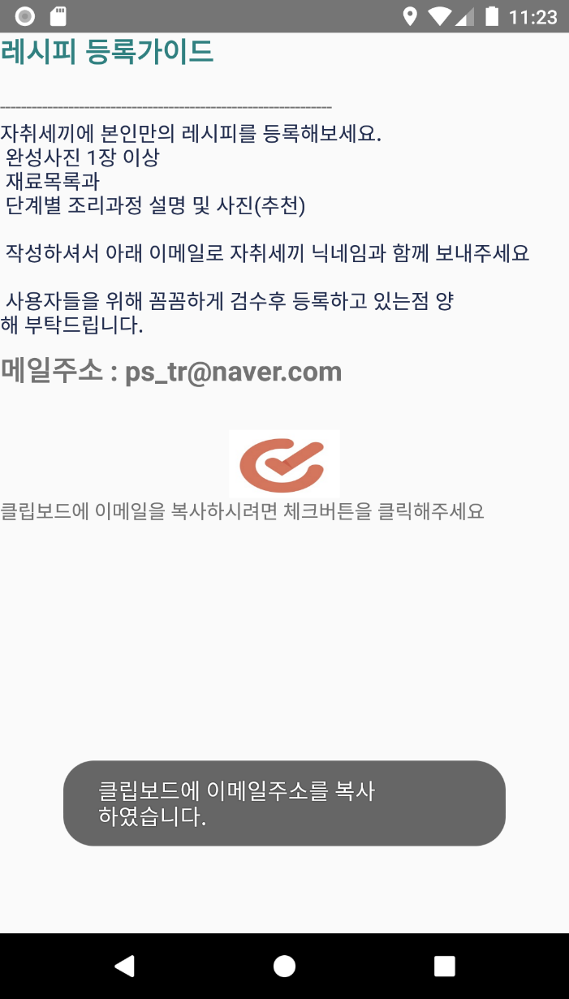 11:23
레시피 등록가이드
---------------------------------------------------------------
자취세끼에 본인만의 레시피를 등록해보세요.
완성사진 1장 이상
재료목록과
단계별 조리과정 설명 및 사진(추천)
작성하셔서 아래 이메일로 자취세끼 닉네임과 함께 보내주세요
사용자들을 위해 꼼꼼하게 검수후 등록하고 있는점 양
해 부탁드립니다.
메일주소 : ps_tr@naver.com
클립보드에 이메일을 복사하시려면 체크버튼을 클릭해주세요
클립보드에 이메일주소를 복사
하였습니다.